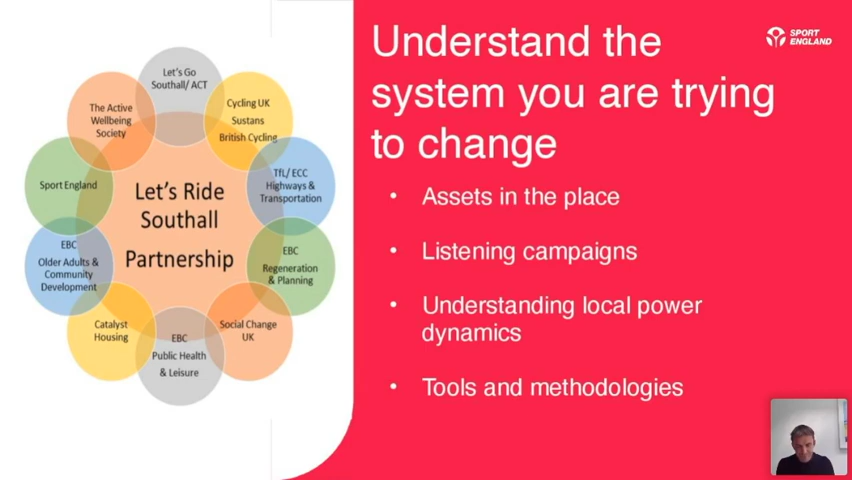 Understand the
system you are trying
to change
SPORT
ENGLAND
• Assets in the place
• Listening campaigns
• Understanding local power
dynamics
• Tools and methodologies
Let's Ride
Southall
Partnership
Let's Go
Southall/ ACT
Cycling UK
Sustans
British Cycling
TfL/ ECC
Highways &
Transportation
EBC
Regeneration
& Planning
Social Change
UK
EBC
Public Health
& Leisure
Catalyst
Housing
EBC
Older Adults &
Community
Development
Sport England
The Active
Wellbeing
Society